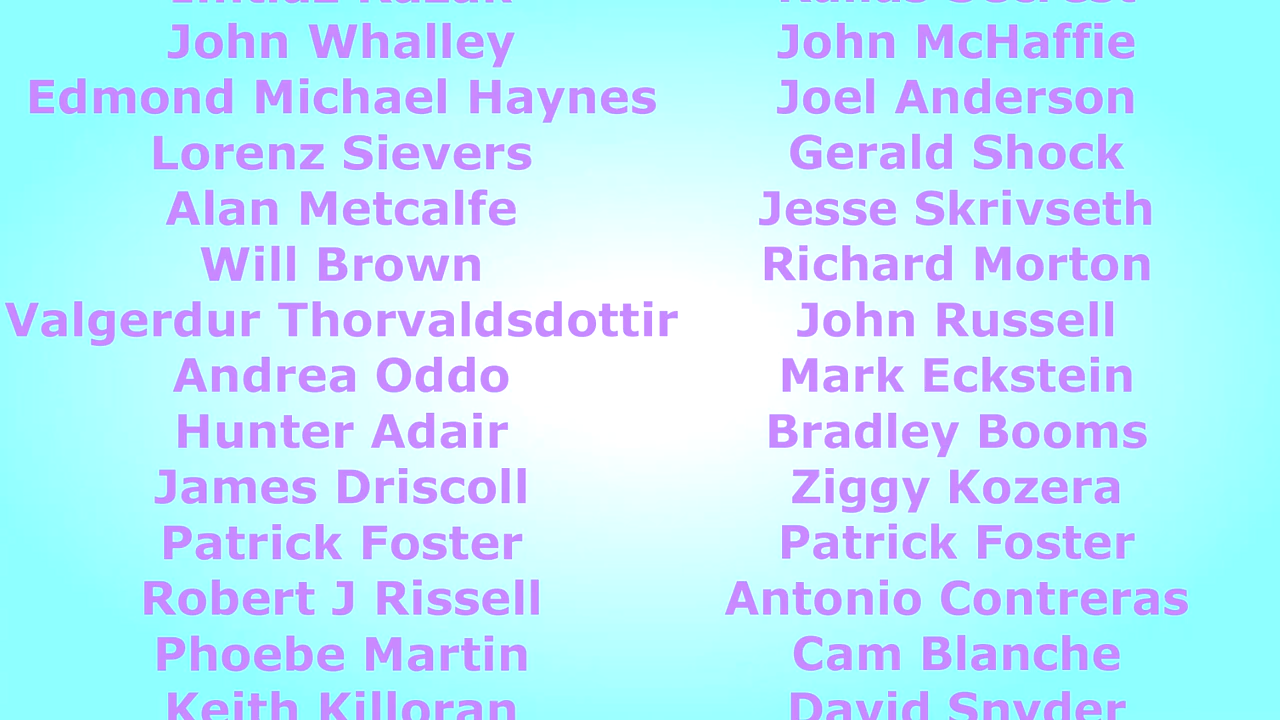 John Whalley
John McHaffie
Edmond Michael Haynes
Joel Anderson
Lorenz Sievers
Gerald Shock
Alan Metcalfe
Jesse Skrivseth
Will Brown
Richard Morton
Valgerdur Thorvaldsdottir
John Russell
Andrea Oddo
Mark Eckstein
Hunter Adair
Bradley Booms
James Driscoll
Ziggy Kozera
Patrick Foster
Patrick Foster
Robert J Rissell
Antonio Contreras
Phoebe Martin
Cam Blanche
Keith Killoran
David Snyder